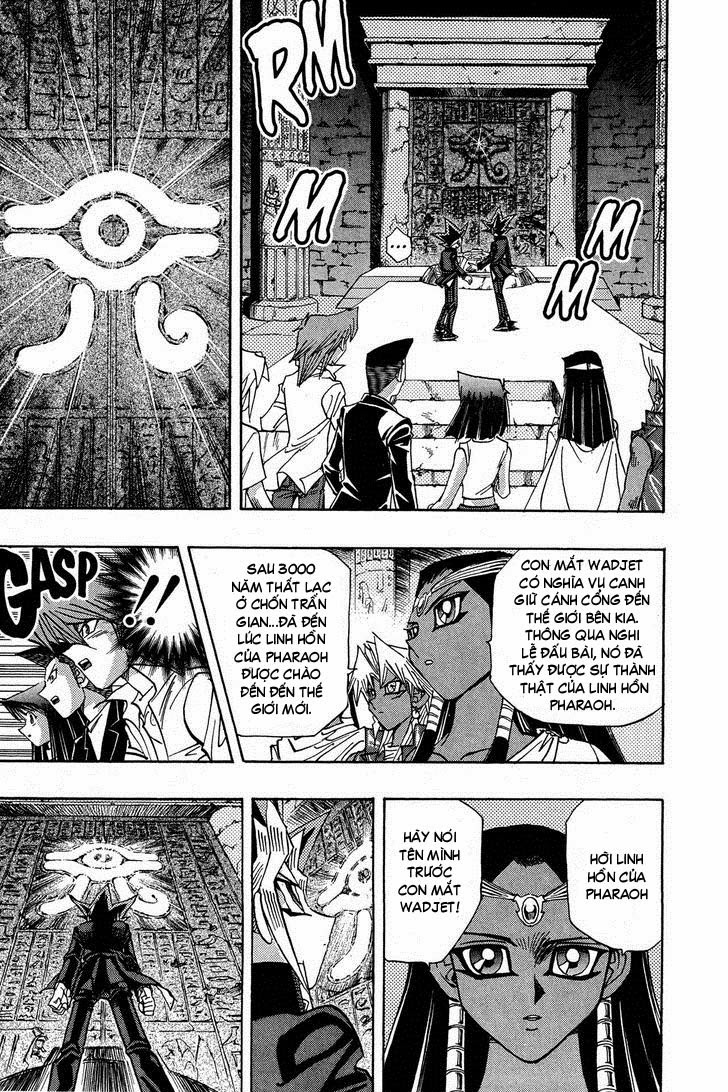 RM
M
M
M
...
CON MẮT WADJET
CÓ NGHĨA VỤ CANH
GIỮ CÁNH CỔNG ĐẾN
THẾ GIỚI BÊN KIA.
THÔNG QUA NGHI
LỄ ĐẤU BÀI, NÓ ĐÃ
THẤY ĐƯỢC SỰ THÀNH
THẬT CỦA LINH HỒN
PHARAOH.
SAU 3000
NĂM THẤT LẠC
Ở CHỐN TRẦN
GIAN...ĐÃ ĐẾN
LÚC LINH HỒN
CỦA PHARAOH
ĐƯỢC CHÀO
ĐẾN ĐẾN THẾ
GIỚI MỚI.
!!
GASP
HỠI LINH
HỒN CỦA
PHARAOH
HÃY NÓI
TÊN MÌNH
TRƯỚC
CON MẮT
WADJET!